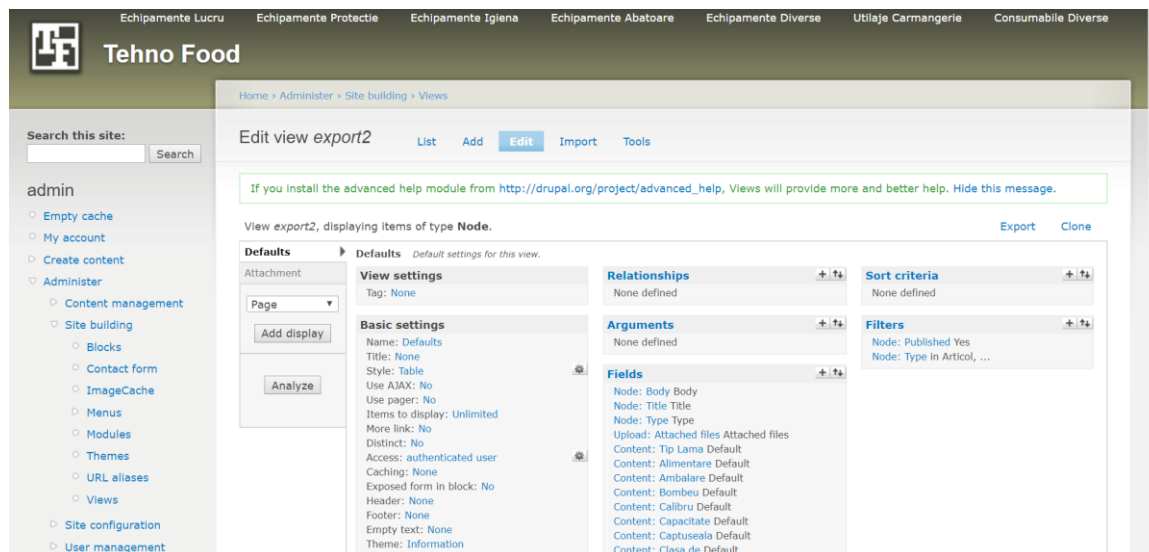 Echipamente Lucru Echipamente Protectie Echipamente Igiena Echipamente Abatoare Echipamente Diverse Utilaje Carmangerie Consumabile Diverse
TF
Tehno Food
Home › Administer › Site building › Views
Search this site:
Search
admin
Empty cache
My account
Create content
Administer
Content management
Site building
Blocks
Contact form
ImageCache
Menus
Modules
Themes
URL aliases
Views
Site configuration
User management
Edit view export2 List Add Edit Import Tools
If you install the advanced help module from http://drupal.org/project/advanced_help, Views will provide more and better help. Hide this message.
View export2, displaying items of type Node. Export Clone
Defaults
Attachment
Page
Add display
Analyze
Defaults Default settings for this view.
View settings
Tag: None
Basic settings
Name: Defaults
Title: None
Style: Table
Use AJAX: No
Use pager: No
Items to display: Unlimited
More link: No
Distinct: No
Access: authenticated user
Caching: None
Exposed form in block: No
Header: None
Footer: None
Empty text: None
Theme: Information
Relationships
None defined
Arguments
None defined
Fields
Node: Body Body
Node: Title Title
Node: Type Type
Upload: Attached files Attached files
Content: Tip Lama Default
Content: Alimentare Default
Content: Ambalare Default
Content: Bombeu Default
Content: Calibru Default
Content: Capacitate Default
Content: Captuseala Default
Content: Clasa de Default
Sort criteria
None defined
Filters
Node: Published Yes
Node: Type in Articol, ...